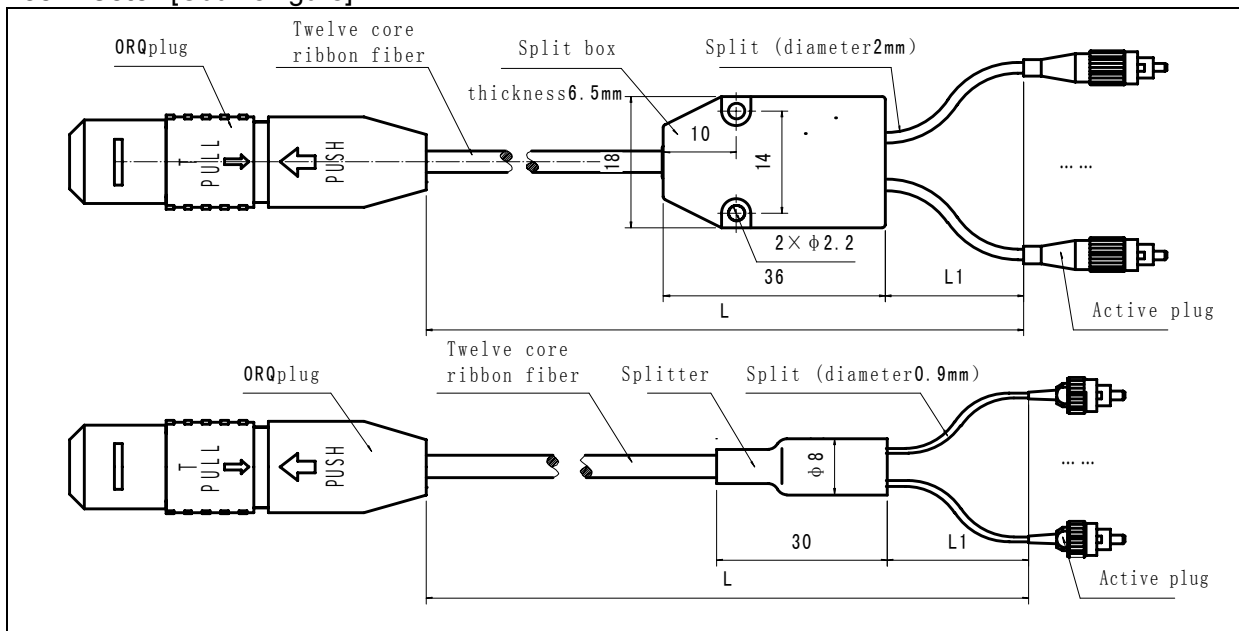 ORQplug
Twelve core
ribbon fiber
Split box
Split (diameter2mm)
thickness6.5mm
10
18
14
T
PULL
PUSH
2×φ2.2
36
L1
L
Active plug
……
ORQplug
Twelve core
ribbon fiber
Splitter
Split (diameter0.9mm)
T
PULL
PUSH
φ8
……
30
L1
L
Active plug